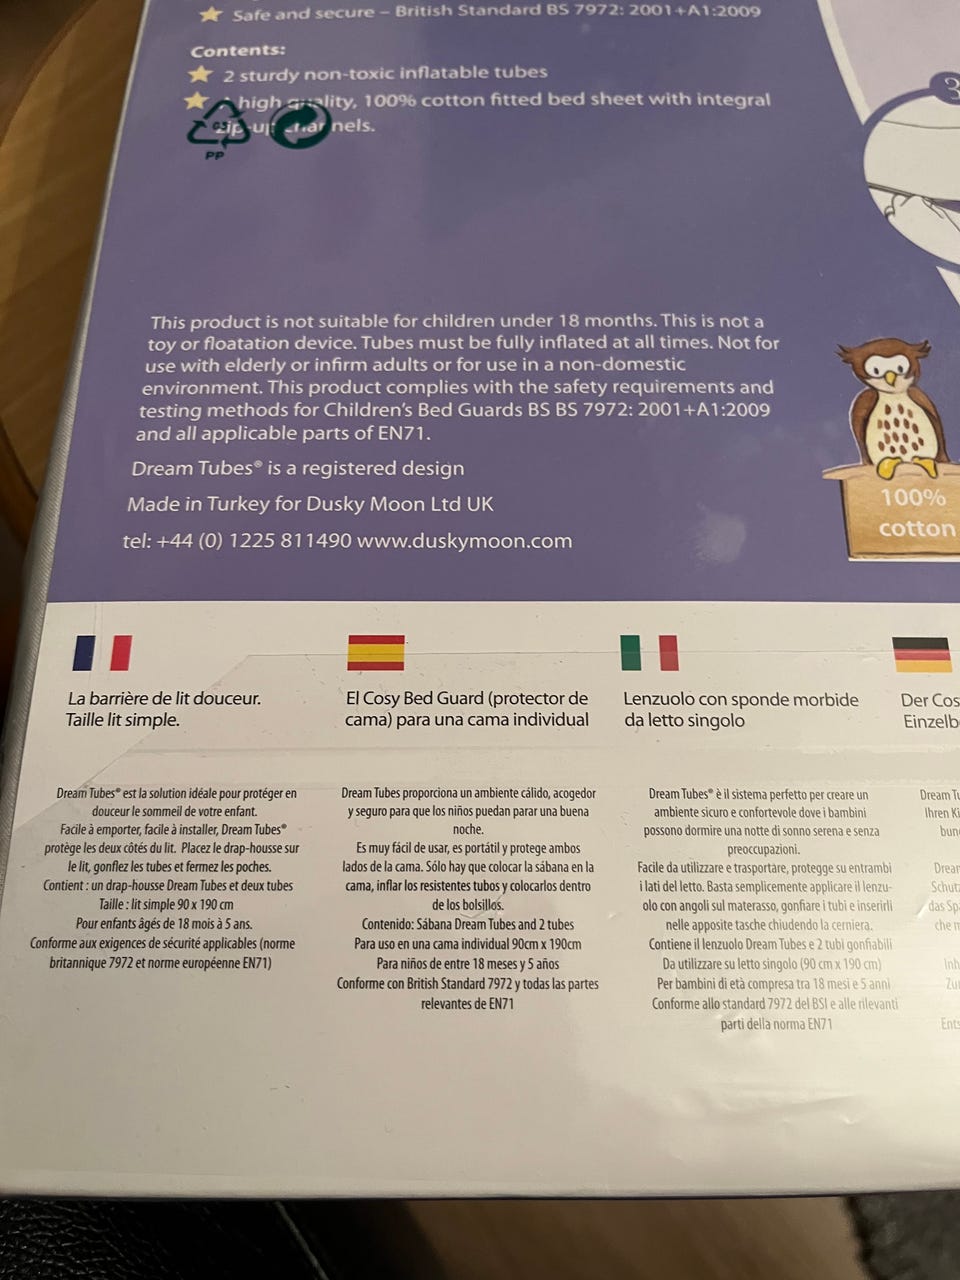 Safe and secure – British Standard BS 7972: 2001+A1:2009
Contents:
2 sturdy non-toxic inflatable tubes
high quality, 100% cotton fitted bed sheet with integral
zip-up channels.
PP
3
This product is not suitable for children under 18 months. This is not a
toy or floatation device. Tubes must be fully inflated at all times. Not for
use with elderly or infirm adults or for use in a non-domestic
environment. This product complies with the safety requirements and
testing methods for Children's Bed Guards BS BS 7972: 2001+A1:2009
and all applicable parts of EN71.
Dream Tubes® is a registered design
Made in Turkey for Dusky Moon Ltd UK
tel: +44 (0) 1225 811490 www.duskymoon.com
100%
cotton
La barrière de lit douceur.
Taille lit simple.
Dream Tubes® est la solution idéale pour protéger en
douceur le sommeil de votre enfant.
Facile à emporter, facile à installer, Dream Tubes®
protège les deux côtés du lit. Placez le drap-housse sur
le lit, gonflez les tubes et fermez les poches.
Contient : un drap-housse Dream Tubes et deux tubes
Taille : lit simple 90 x 190 cm
Pour enfants âgés de 18 mois à 5 ans.
Conforme aux exigences de sécurité applicables (norme
britannique 7972 et norme européenne EN71)
El Cosy Bed Guard (protector de
cama) para una cama individual
Dream Tubes proporciona un ambiente cálido, acogedor
y seguro para que los niños puedan parar una buena
noche.
Es muy fácil de usar, es portátil y protege ambos
lados de la cama. Sólo hay que colocar la sábana en la
cama, inflar los resistentes tubos y colocarlos dentro
de los bolsillos.
Contenido: Sábana Dream Tubes and 2 tubes
Para uso en una cama individual 90cm x 190cm
Para niños de entre 18 meses y 5 años
Conforme con British Standard 7972 y todas las partes
relevantes de EN71
Lenzuolo con sponde morbide
da letto singolo
Dream Tubes® è il sistema perfetto per creare un
ambiente sicuro e confortevole dove i bambini
possono dormire una notte di sonno serena e senza
preoccupazioni.
Facile da utilizzare e trasportare, protegge su entrambi
i lati del letto. Basta semplicemente applicare il lenzu-
olo con angoli sul materasso, gonfiare i tubi e inserirli
nelle apposite tasche chiudendo la cerniera.
Contiene il lenzuolo Dream Tubes e 2 tubi gonfiabili
Da utilizzare su letto singolo (90 cm x 190 cm)
Per bambini di età compresa tra 18 mesi e 5 anni
Conforme allo standard 7972 del BSI e alle rilevanti
parti della norma EN71
Der Cos
Einzelb
Dream Tu
Ihren Ki
bun
Drear
Schutz
das Spa
che m
Inh
Zur
Ents